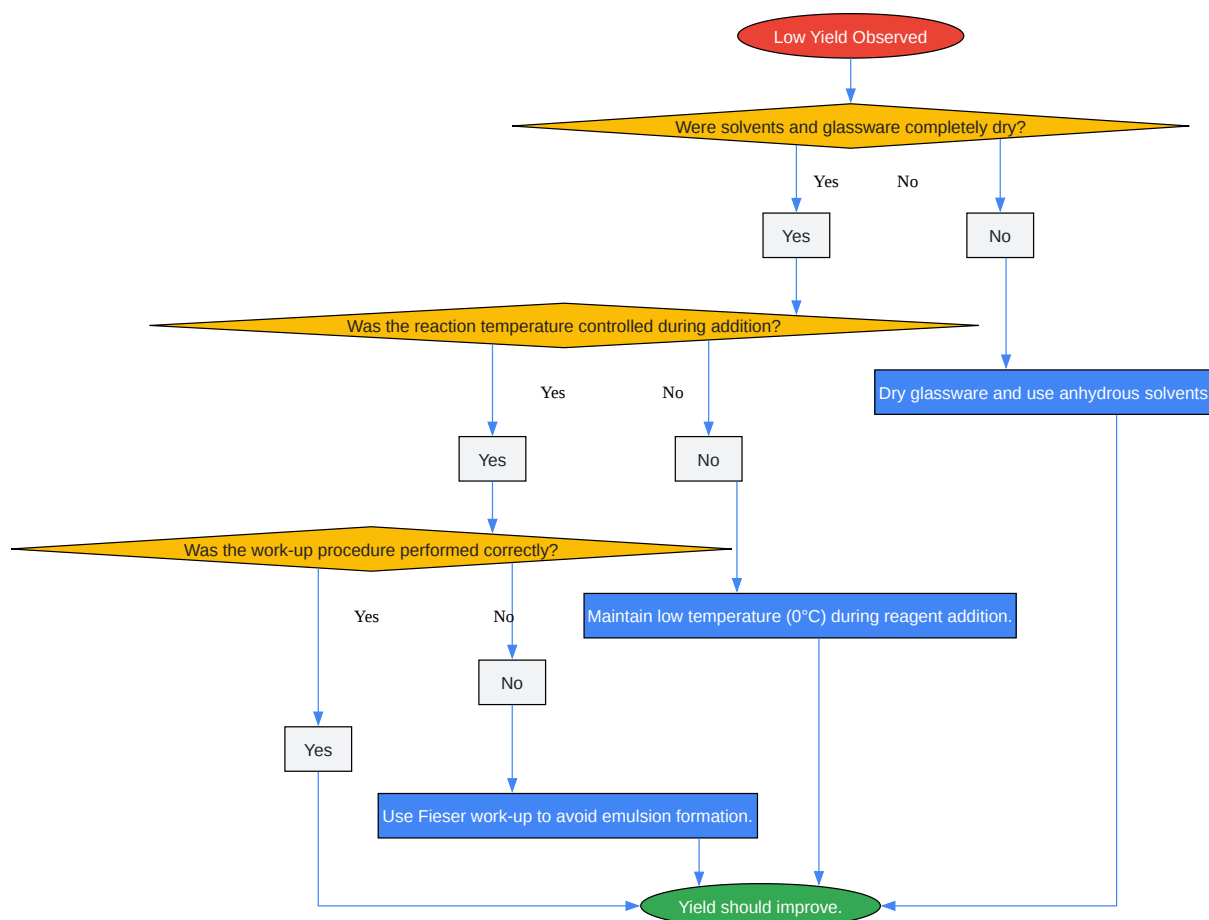 Low Yield Observed
Were solvents and glassware completely dry?
Yes
No
Yes
No
Was the reaction temperature controlled during addition?
Dry glassware and use anhydrous solvents
Yes
No
Yes
No
Was the work-up procedure performed correctly?
Maintain low temperature (0°C) during reagent addition.
Yes
No
No
Yes
Use Fieser work-up to avoid emulsion formation.
Yield should improve.